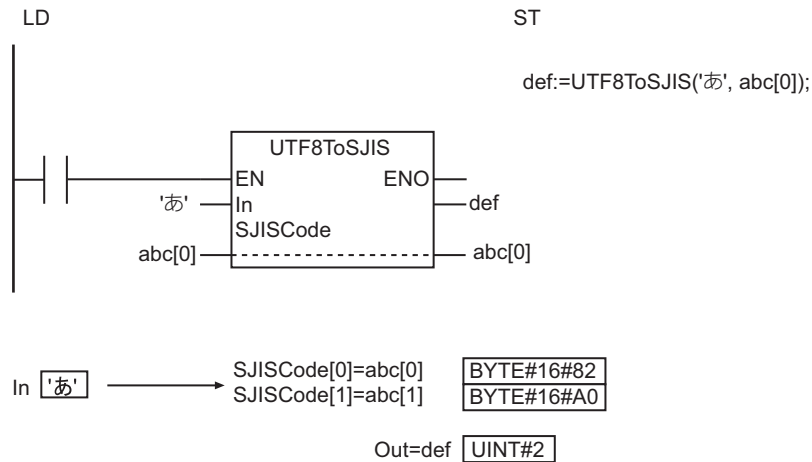 LD
ST
def:=UTF8ToSJIS('あ', abc[0]);
UTF8ToSJIS
EN ENO
'あ' In def
SJISCode
abc[0] abc[0]
In 'あ' SJISCode[0]=abc[0] BYTE#16#82
SJISCode[1]=abc[1] BYTE#16#A0
Out=def UINT#2